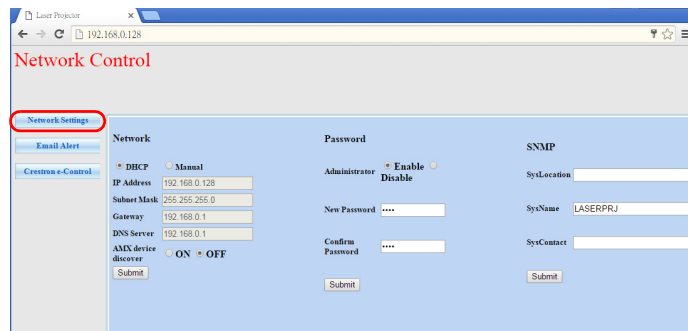 Laser Projector
192.168.0.128
Network Control
Network Settings
Email Alert
Crestron e-Control
Network
DHCP Manual
IP Address 192.168.0.128
Subnet Mask 255.255.255.0
Gateway 192.168.0.1
DNS Server 192.168.0.1
AMX device
discover
ON OFF
Submit
Password
Administrator Enable
Disable
New Password ••••
Confirm
Password
••••
Submit
SNMP
SysLocation
SysName LASERPRJ
SysContact
Submit